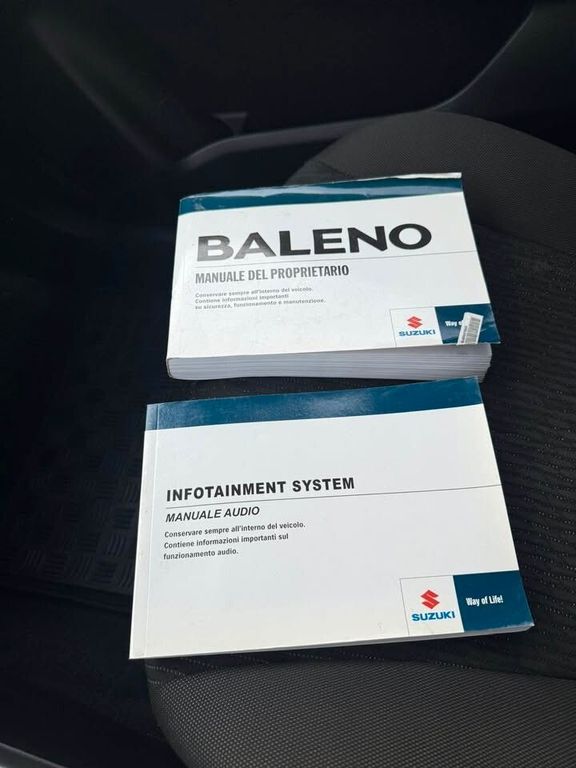 BALENO
MANUALE DEL PROPRIETARIO
Conservare sempre all'interno del veicolo.
Contiene informazioni importanti
su sicurezza, funzionamento e manutenzione.
SUZUKI
Way
INFOTAINMENT SYSTEM
MANUALE AUDIO
Conservare sempre all'interno del veicolo.
Contiene informazioni importanti sul
funzionamento audio.
SUZUKI
Way of Life!